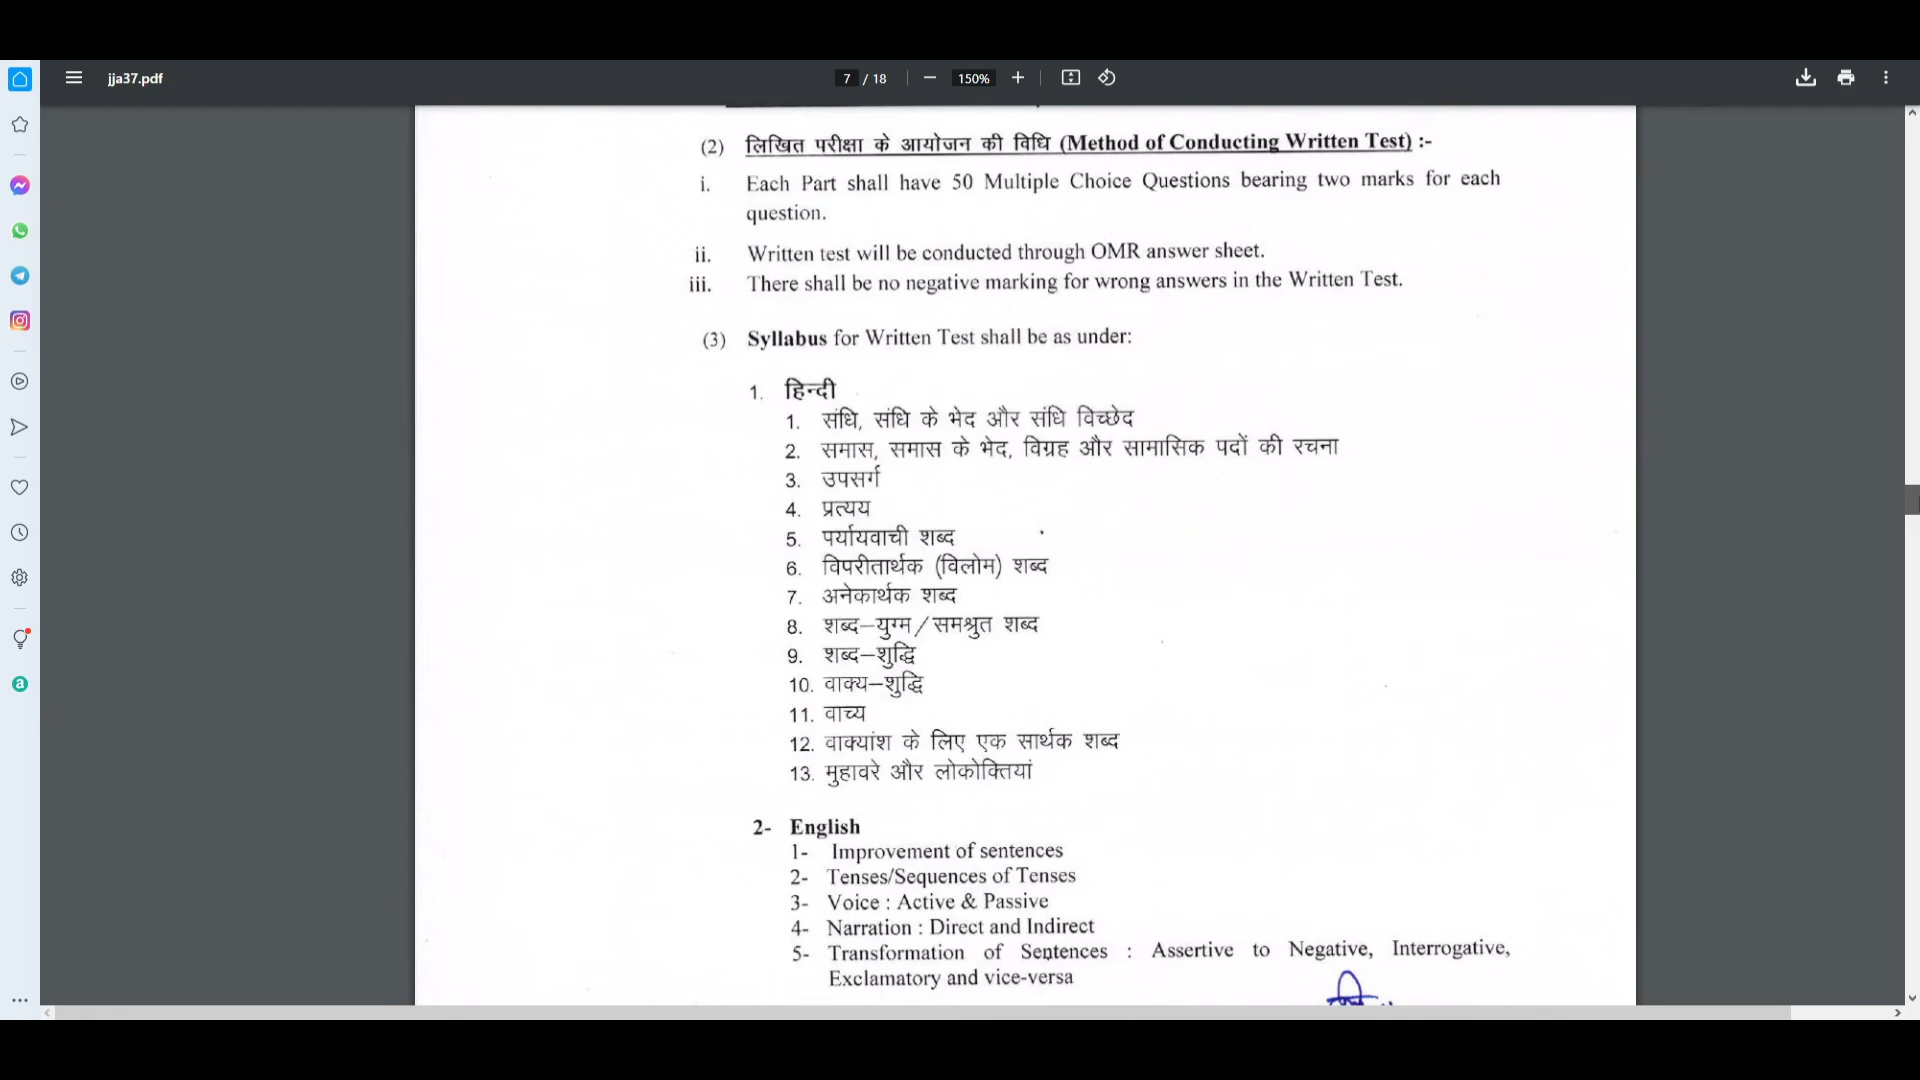 jja37.pdf
7 / 18
150%
(2) लिखित परीक्षा के आयोजन की विधि (Method of Conducting Written Test) :-
i. Each Part shall have 50 Multiple Choice Questions bearing two marks for each
question.
ii. Written test will be conducted through OMR answer sheet.
iii. There shall be no negative marking for wrong answers in the Written Test.
(3) Syllabus for Written Test shall be as under:
1. हिन्दी
1. संधि, संधि के भेद और संधि विच्छेद
2. समास, समास के भेद, विग्रह और सामासिक पदों की रचना
3. उपसर्ग
4. प्रत्यय
5. पर्यायवाची शब्द
6. विपरीतार्थक (विलोम) शब्द
7. अनेकार्थक शब्द
8. शब्द–युग्म/समश्रुत शब्द
9. शब्द–शुद्धि
10. वाक्य–शुद्धि
11. वाच्य
12. वाक्यांश के लिए एक सार्थक शब्द
13. मुहावरे और लोकोक्तियां
2- English
1- Improvement of sentences
2- Tenses/Sequences of Tenses
3- Voice : Active & Passive
4- Narration : Direct and Indirect
5- Transformation of Sentences : Assertive to Negative, Interrogative,
Exclamatory and vice-versa